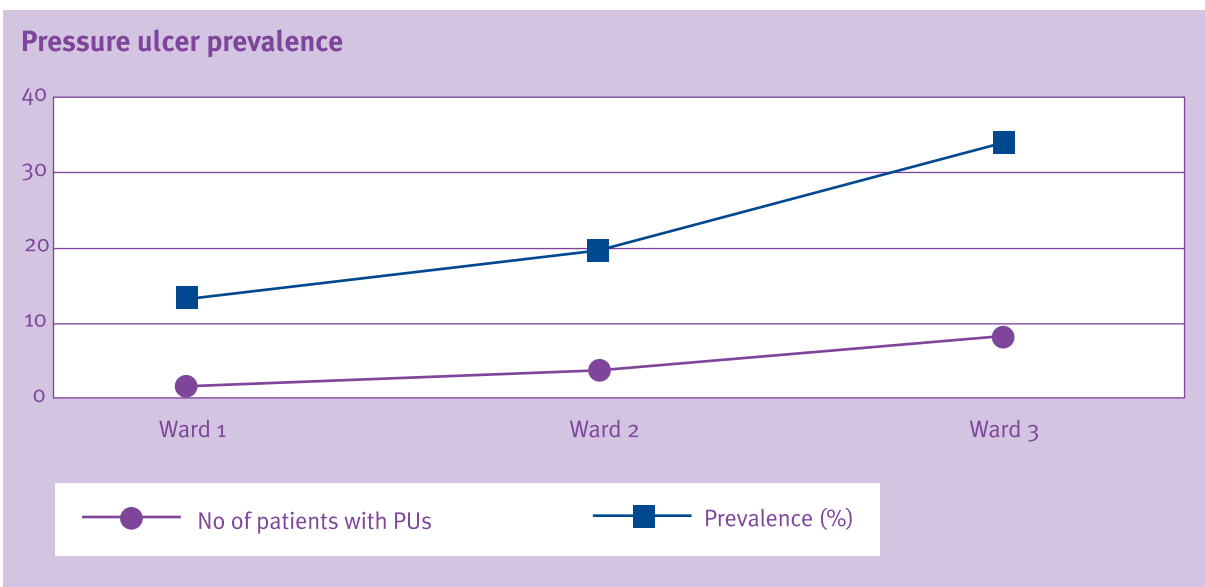 Pressure ulcer prevalence
40
30
20
10
0
Ward 1 Ward 2 Ward 3
No of patients with PUs Prevalence (%)